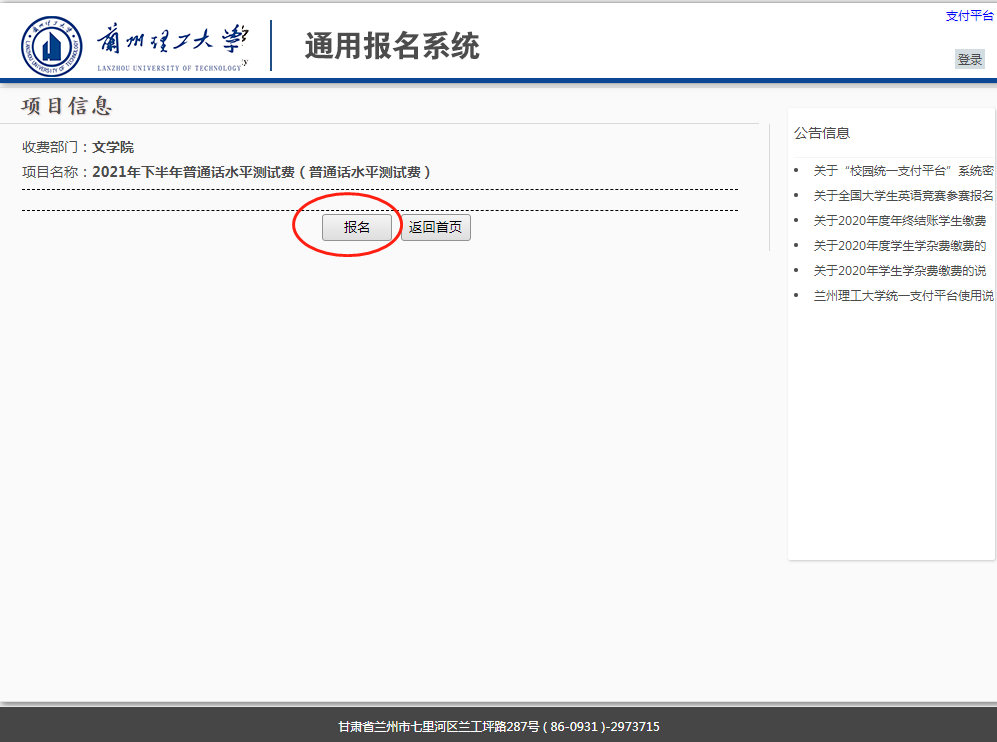 支付平台
兰州理工大学
LANZHOU UNIVERSITY OF TECHNOLOGY
通用报名系统
登录
项目信息
收费部门：文学院
项目名称：2021年下半年普通话水平测试费（普通话水平测试费）
报名
返回首页
公告信息
关于“校园统一支付平台”系统密
关于全国大学生英语竞赛参赛报名
关于2020年度年终结账学生缴费
关于2020年度学生学杂费缴费的
关于2020年学生学杂费缴费的说
兰州理工大学统一支付平台使用说
甘肃省兰州市七里河区兰工坪路287号 ( 86-0931 )-2973715